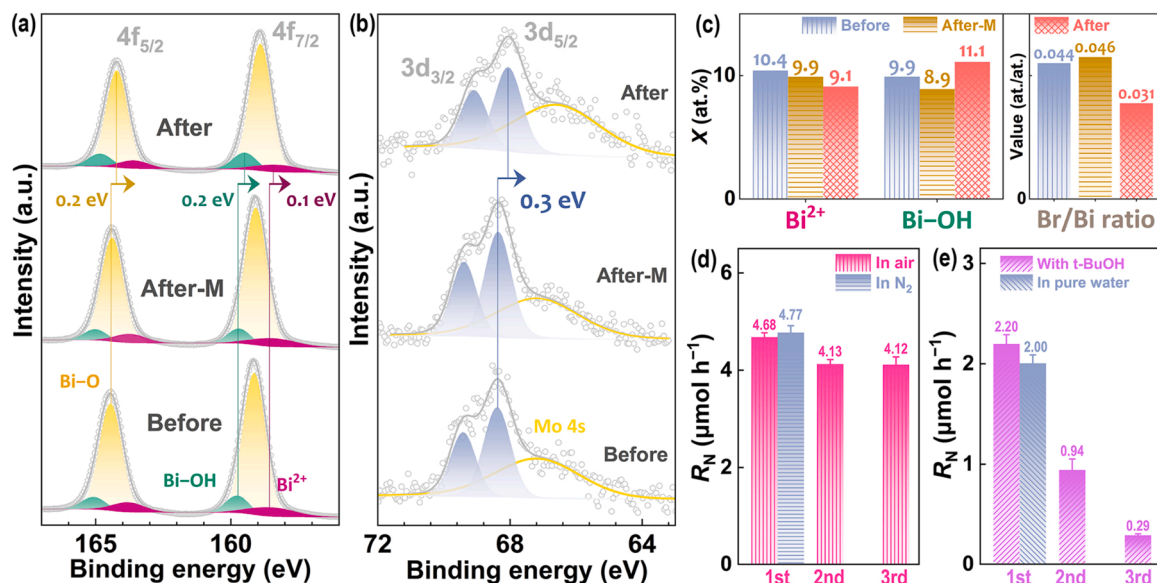 (a)
4f5/2
4f7/2
After
0.2 eV
0.2 eV
0.1 eV
After-M
Bi–O
Before
Bi–OH
Bi²⁺
165
160
Binding energy (eV)
Intensity (a.u.)
(b)
3d5/2
3d3/2
After
0.3 eV
After-M
Mo 4s
Before
72
68
64
Binding energy (eV)
Intensity (a.u.)
(c)
Before
After-M
After
10.4
9.9
9.1
9.9
8.9
11.1
10
0
X (at.%)
Bi²⁺
Bi–OH
0.044
0.046
0.031
Value (at./at.)
Br/Bi ratio
(d)
In air
In N₂
4.68
4.77
4.13
4.12
6
4
2
0
RN (μmol h⁻¹)
1st
2nd
3rd
(e)
With t-BuOH
In pure water
2.20
2.00
0.94
0.29
3
2
1
0
RN (μmol h⁻¹)
1st
2nd
3rd